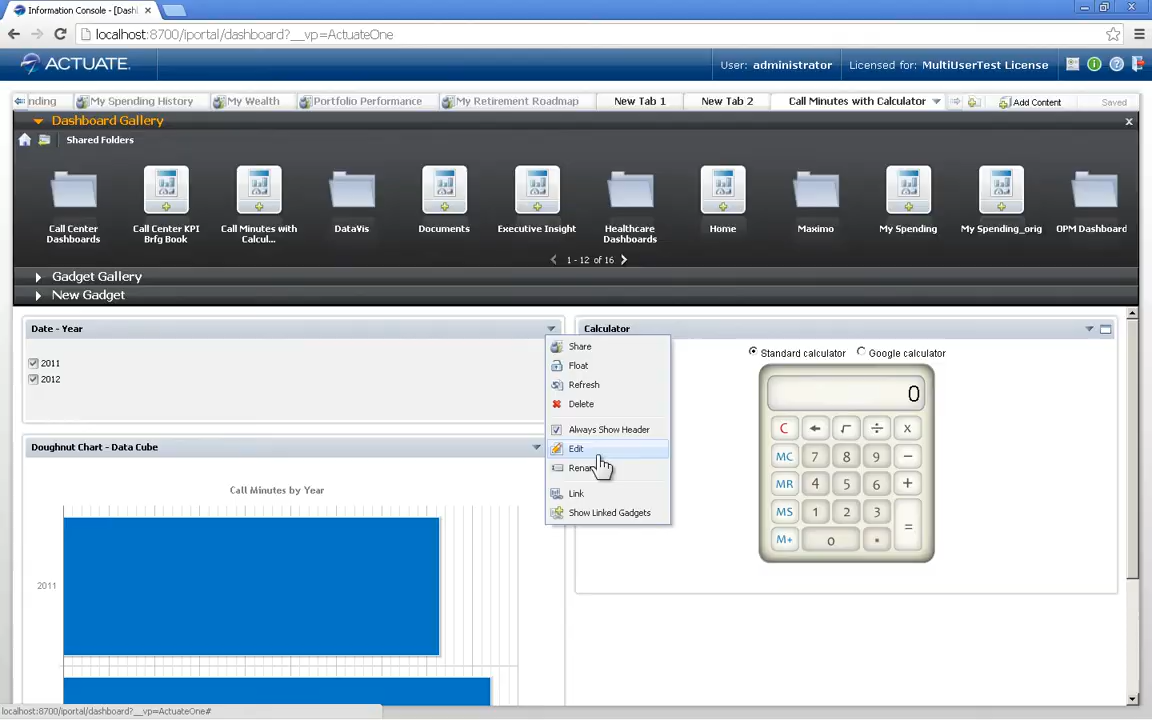 Information Console - [Dash
localhost:8700/iportal/dashboard?__vp=ActuateOne
ACTUATE.
User: administrator
Licensed for: MultiUserTest License
nding
My Spending History
My Wealth
Portfolio Performance
My Retirement Roadmap
New Tab 1
New Tab 2
Call Minutes with Calculator
Add Content
Saved
Dashboard Gallery
Shared Folders
Call Center
Dashboards
Call Center KPI
Brfg Book
Call Minutes with
Calcul...
DataVis
Documents
Executive Insight
Healthcare
Dashboards
Home
Maximo
My Spending
My Spending_orig
OPM Dashboard
1 - 12 of 16
Gadget Gallery
New Gadget
Date - Year
2011
2012
Share
Float
Refresh
Delete
Always Show Header
Edit
Rena
Link
Show Linked Gadgets
Calculator
Standard calculator
Google calculator
0
C ← √ ÷ x
MC 7 8 9 −
MR 4 5 6 +
MS 1 2 3 =
M+ 0 .
Doughnut Chart - Data Cube
Call Minutes by Year
2011
localhost:8700/iportal/dashboard?__vp=ActuateOne#